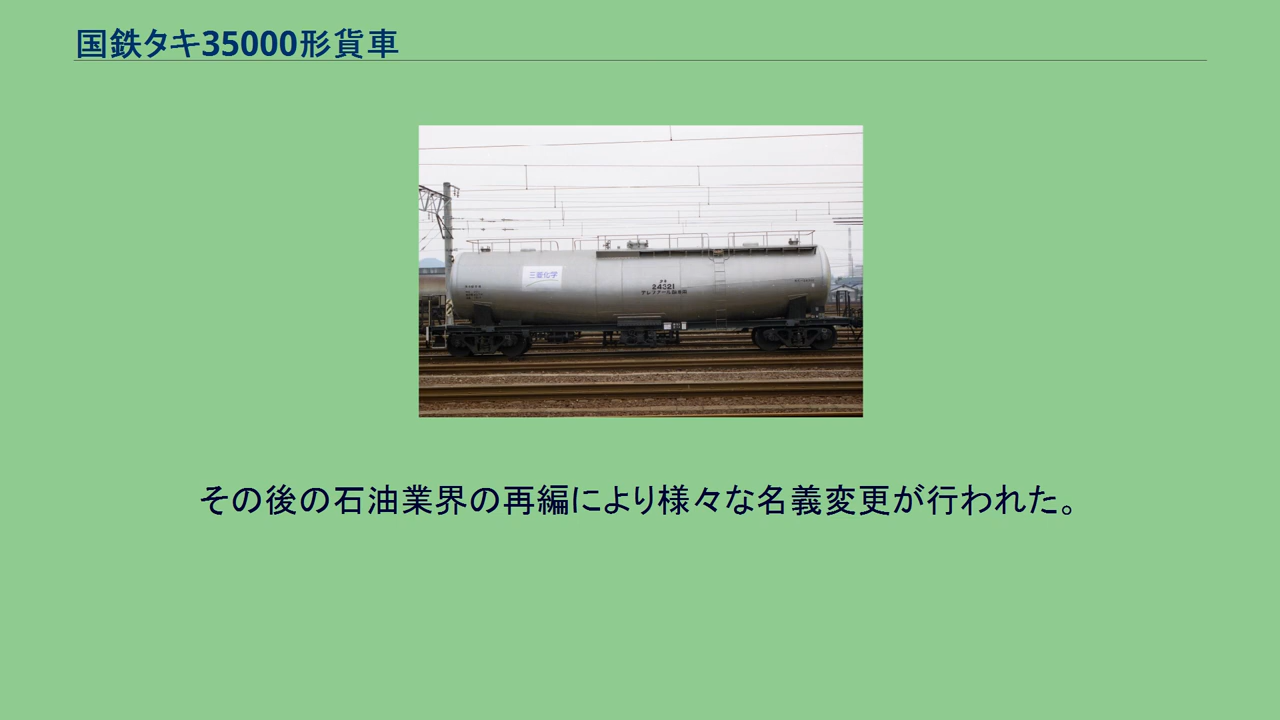 国鉄タキ35000形貨車
三菱化学
24321
その後の石油業界の再編により様々な名義変更が行われた。